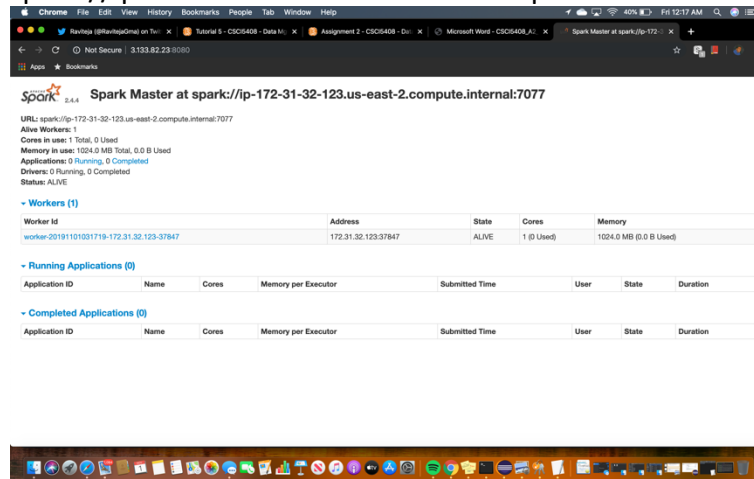 Chrome File Edit View History Bookmarks People Tab Window Help 40% Fri 12:17 AM
Raviteja (@RavitejaGma) on Twit Tutorial 5 - CSCI5408 - Data M Assignment 2 - CSCI5408 - Da Microsoft Word - CSCI5408_A2_ Spark Master at spark://ip-172-3
Not Secure 3.133.82.23:8080
Apps Bookmarks
APACHE Spark 2.4.4 Spark Master at spark://ip-172-31-32-123.us-east-2.compute.internal:7077
URL: spark://ip-172-31-32-123.us-east-2.compute.internal:7077
Alive Workers: 1
Cores in use: 1 Total, 0 Used
Memory in use: 1024.0 MB Total, 0.0 B Used
Applications: 0 Running, 0 Completed
Drivers: 0 Running, 0 Completed
Status: ALIVE
Workers (1)
Worker Id Address State Cores Memory
worker-20191101031719-172.31.32.123-37847 172.31.32.123:37847 ALIVE 1 (0 Used) 1024.0 MB (0.0 B Used)
Running Applications (0)
Application ID Name Cores Memory per Executor Submitted Time User State Duration
Completed Applications (0)
Application ID Name Cores Memory per Executor Submitted Time User State Duration